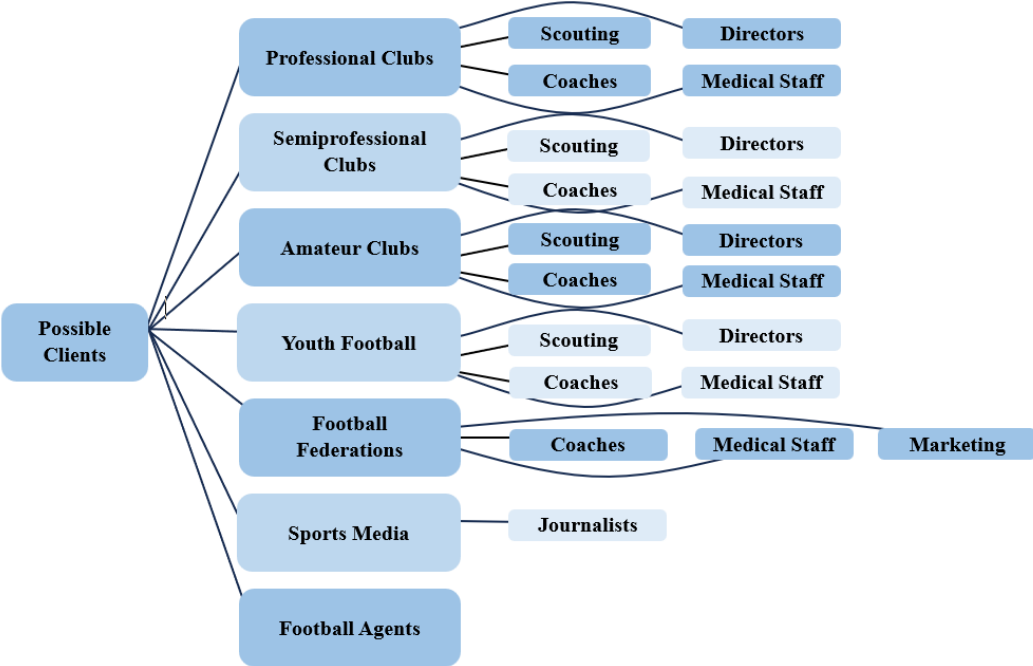 Professional Clubs
Scouting
Directors
Coaches
Medical Staff
Semiprofessional
Clubs
Scouting
Directors
Coaches
Medical Staff
Amateur Clubs
Scouting
Directors
Coaches
Medical Staff
Possible
Clients
Youth Football
Scouting
Directors
Coaches
Medical Staff
Football
Federations
Coaches
Medical Staff
Marketing
Sports Media
Journalists
Football Agents